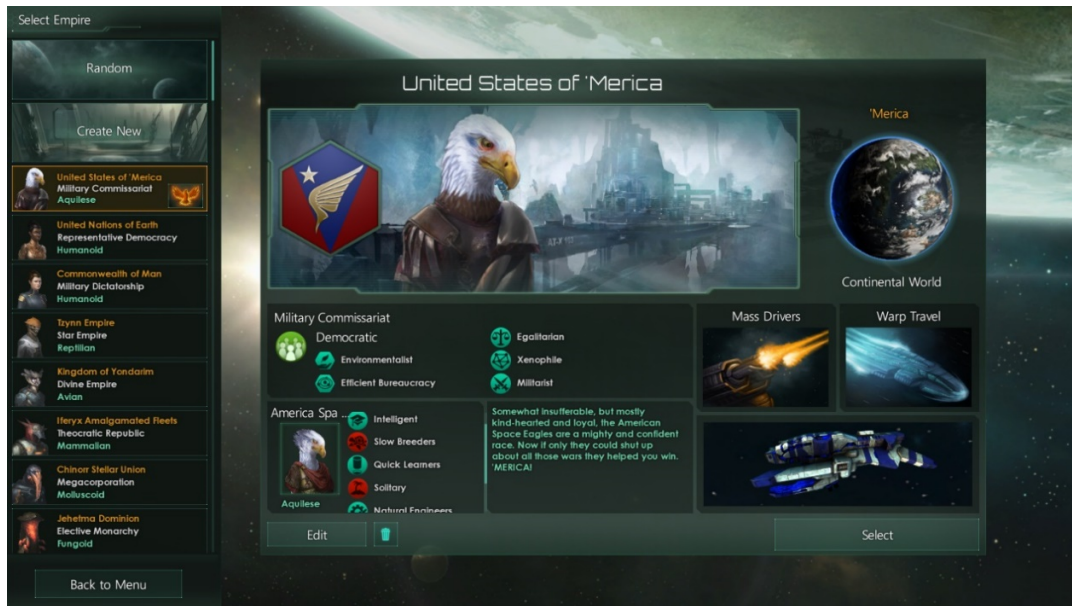 Select Empire
Random
Create New
United States of 'Merica
Military Commissariat
Aquilese
United Nations of Earth
Representative Democracy
Humanoid
Commonwealth of Man
Military Dictatorship
Humanoid
Tzynn Empire
Star Empire
Reptilian
Kingdom of Yondarim
Divine Empire
Avian
Iferyx Amalgamated Fleets
Theocratic Republic
Mammalian
Chinor Stellar Union
Megacorporation
Molluscoid
Jehetma Dominion
Elective Monarchy
Fungoid
Back to Menu
United States of 'Merica
'Merica
Continental World
Military Commissariat
Democratic
Environmentalist
Efficient Bureaucracy
Egalitarian
Xenophile
Militarist
Mass Drivers
Warp Travel
America Spa ...
Aquilese
Intelligent
Slow Breeders
Quick Learners
Solitary
Natural Engineers
Somewhat insufferable, but mostly
kind-hearted and loyal, the American
Space Eagles are a mighty and confident
race. Now if only they could shut up
about all those wars they helped you win.
'MERICA!
Edit
Select